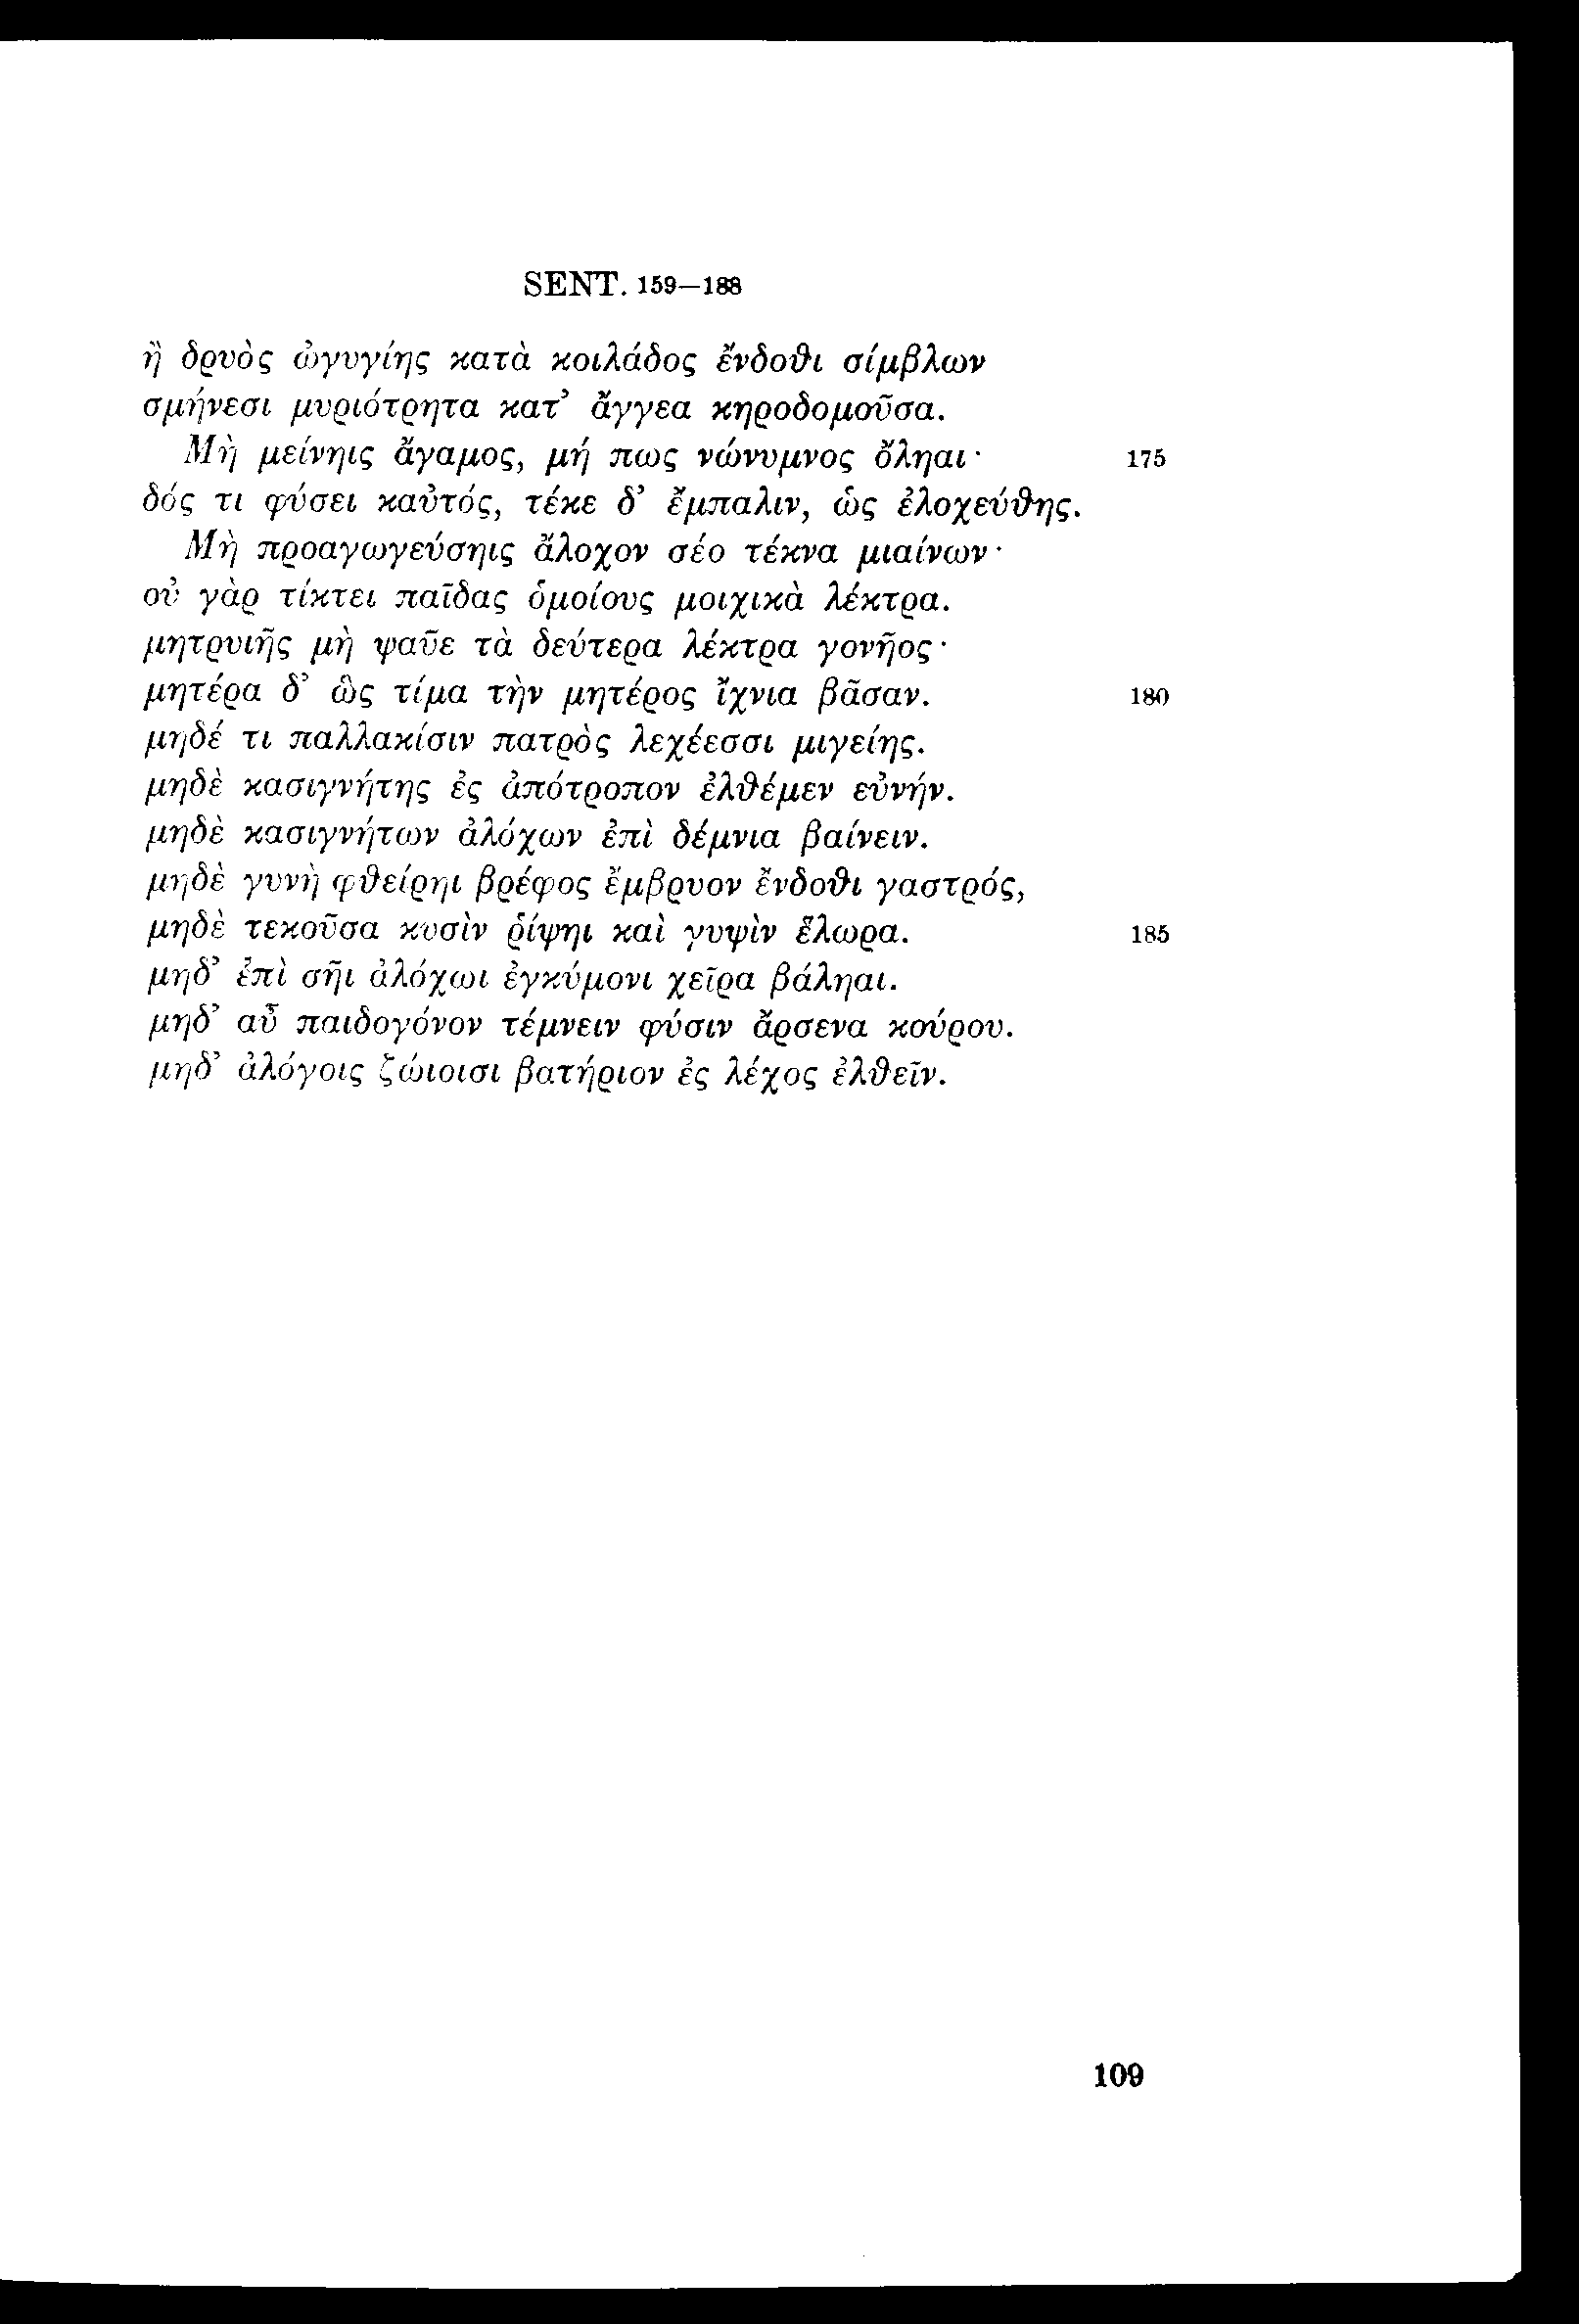 SENT. 159—188
ἢ δρυὸς ὠγυγίης κατὰ κοιλάδος ἔνδοθι σίμβλων
σμήνεσι μυριότρητα κατ’ ἄγγεα κηροδομοῦσα.
Μὴ μείνηις ἄγαμος, μή πως νώνυμνος ὄληαι· 175
δός τι φύσει καὐτός, τέκε δ’ ἔμπαλιν, ὡς ἐλοχεύθης.
Μὴ προαγωγεύσηις ἄλοχον σέο τέκνα μιαίνων·
οὐ γὰρ τίκτει παῖδας ὁμοίους μοιχικὰ λέκτρα.
μητρυιῆς μὴ ψαῦε τὰ δεύτερα λέκτρα γονῆος·
μητέρα δ’ ὣς τίμα τὴν μητέρος ἴχνια βᾶσαν. 180
μηδέ τι παλλακίσιν πατρὸς λεχέεσσι μιγείης.
μηδὲ κασιγνήτης ἐς ἀπότροπον ἐλθέμεν εὐνήν.
μηδὲ κασιγνήτων ἀλόχων ἐπὶ δέμνια βαίνειν.
μηδὲ γυνὴ φθείρηι βρέφος ἔμβρυον ἔνδοθι γαστρός,
μηδὲ τεκοῦσα κυσὶν ῥίψηι καὶ γυψὶν ἕλωρα. 185
μηδ’ ἐπὶ σῆι ἀλόχωι ἐγκύμονι χεῖρα βάληαι.
μηδ’ αὖ παιδογόνον τέμνειν φύσιν ἄρσενα κούρου.
μηδ’ ἀλόγοις ζώιοισι βατήριον ἐς λέχος ἐλθεῖν.
109